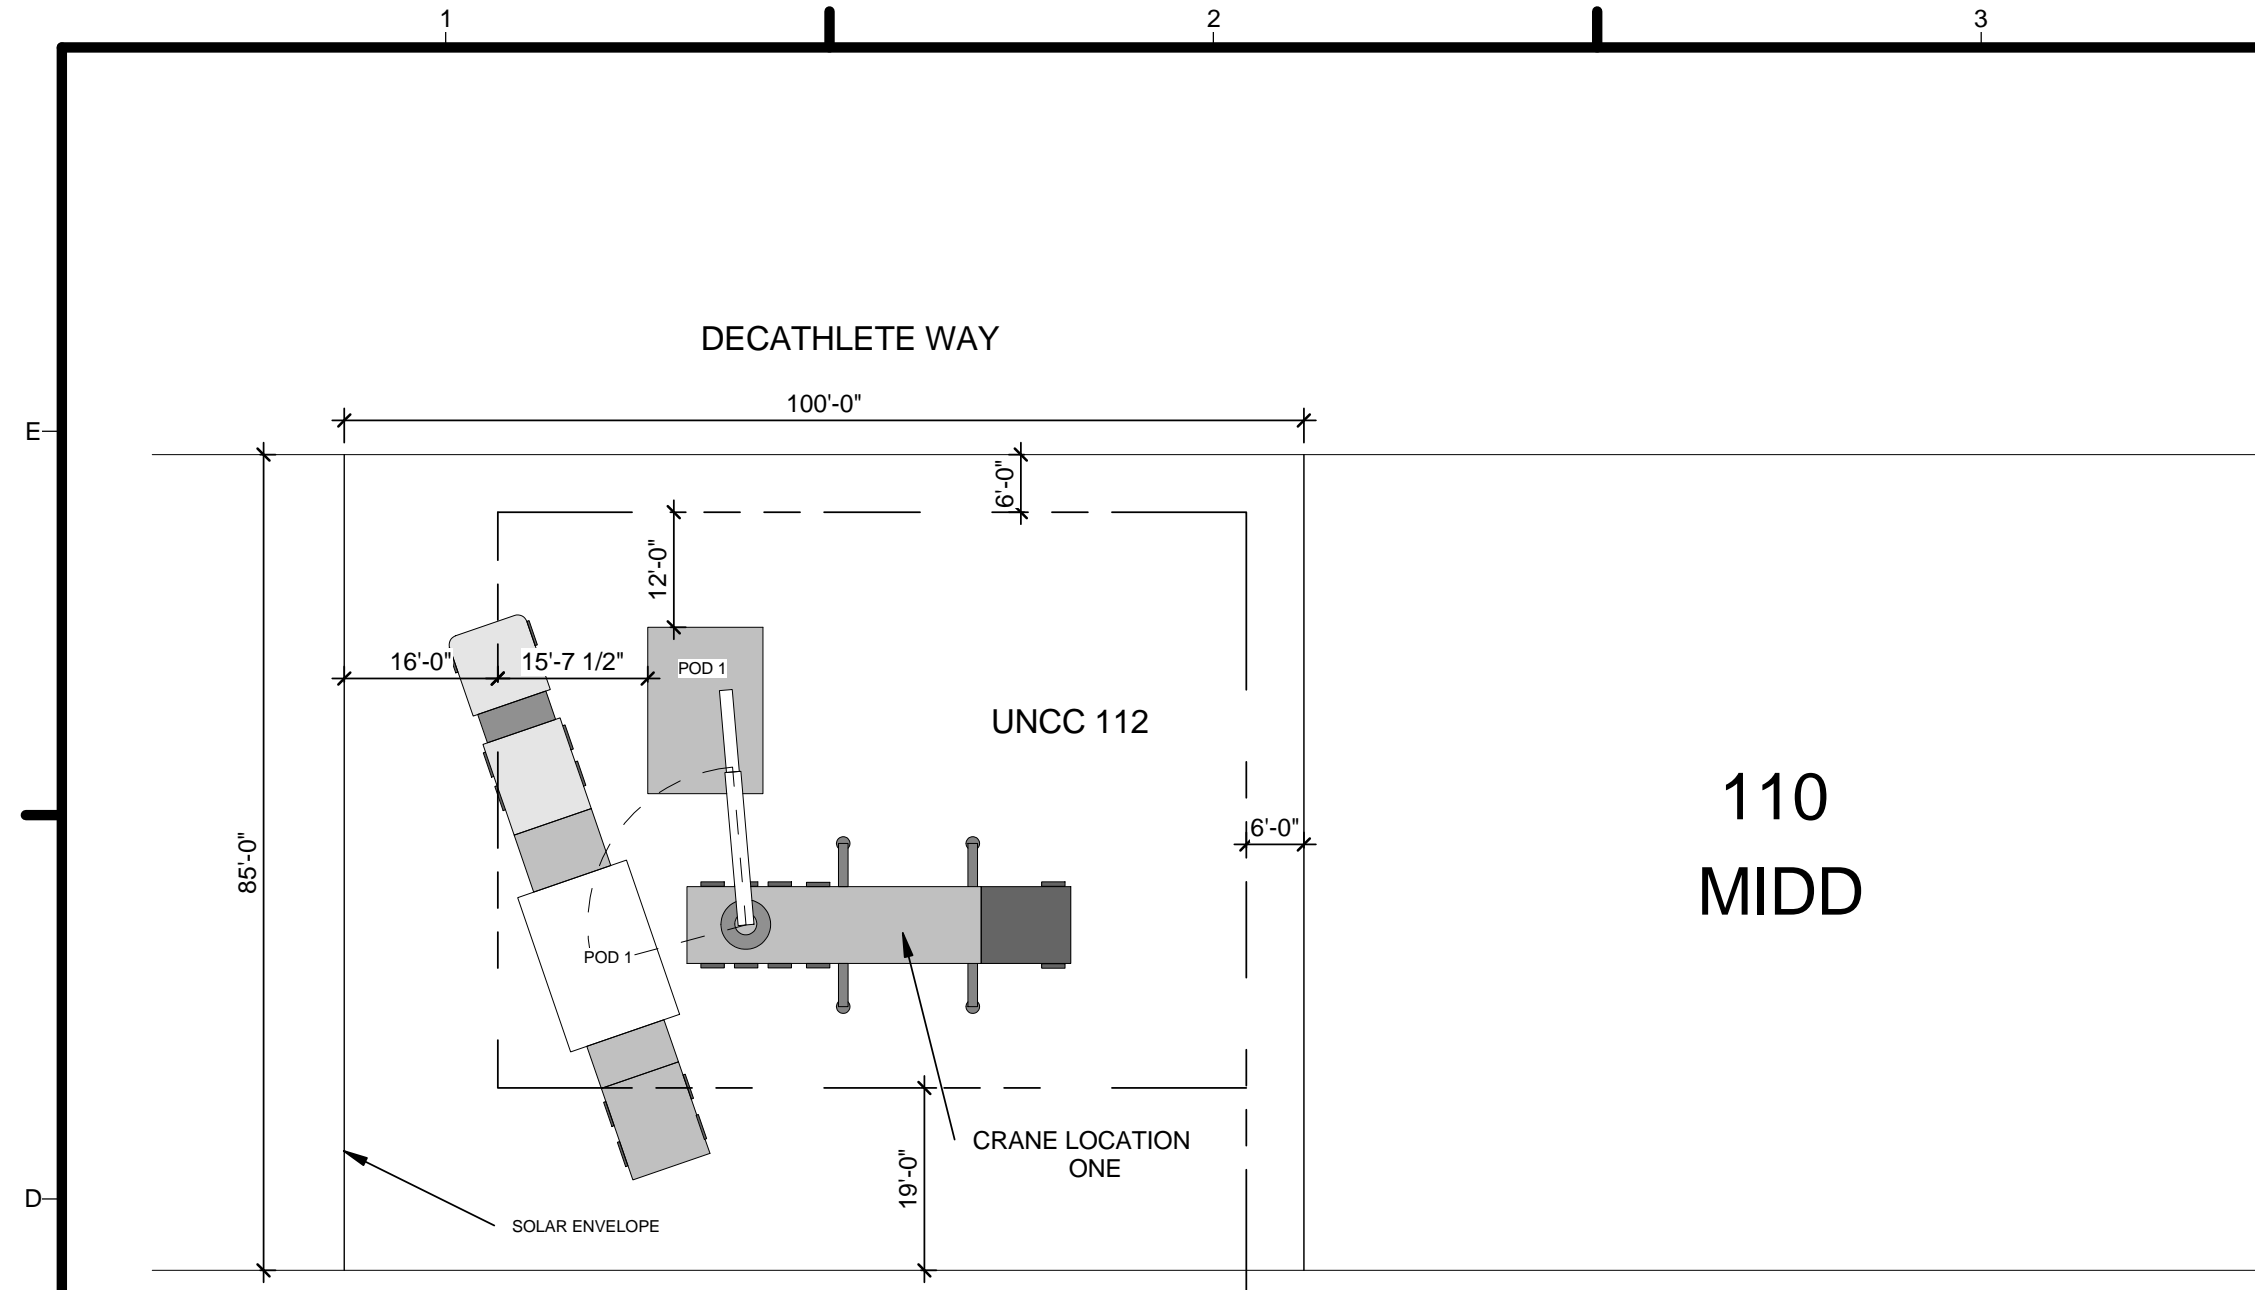 1
2
3
DECATHLETE WAY
100'-0"
E
6'-0"
12'-0"
16'-0"
15'-7 1/2"
POD 1
UNCC 112
110
MIDD
6'-0"
85'-0"
POD 1
CRANE LOCATION
ONE
19'-0"
D
SOLAR ENVELOPE